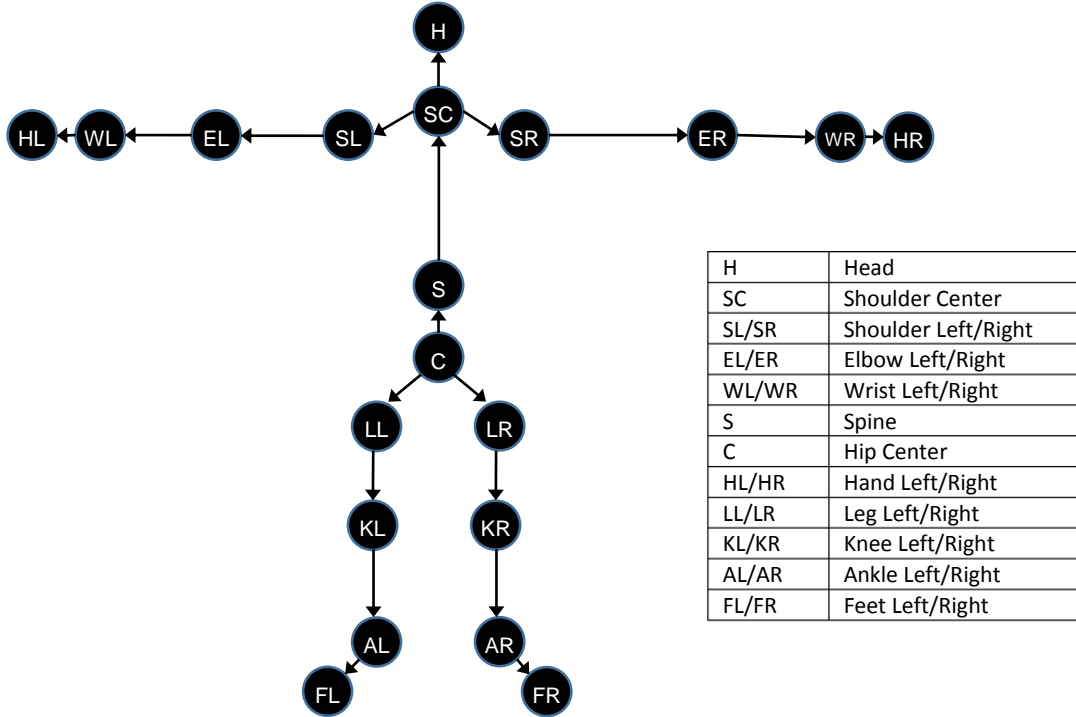 H
SC
HL WL EL SL SR ER WR HR
S
C
LL LR
KL KR
AL AR
FL FR
H Head
SC Shoulder Center
SL/SR Shoulder Left/Right
EL/ER Elbow Left/Right
WL/WR Wrist Left/Right
S Spine
C Hip Center
HL/HR Hand Left/Right
LL/LR Leg Left/Right
KL/KR Knee Left/Right
AL/AR Ankle Left/Right
FL/FR Feet Left/Right